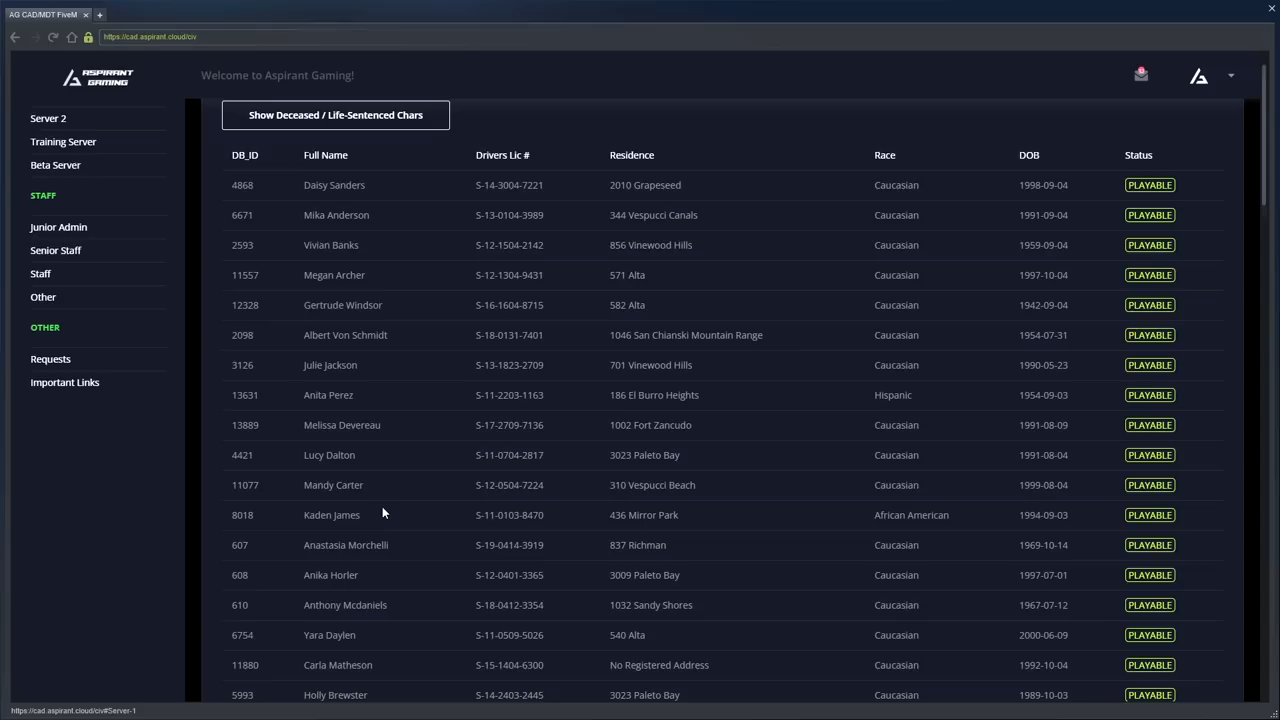 AG CAD/MDT FiveM
https://cad.aspirant.cloud/civ
ASPIRANT
GAMING
Welcome to Aspirant Gaming!
Server 2
Training Server
Beta Server
STAFF
Junior Admin
Senior Staff
Staff
Other
OTHER
Requests
Important Links
Show Deceased / Life-Sentenced Chars
DB_ID Full Name Drivers Lic # Residence Race DOB Status
4868 Daisy Sanders S-14-3004-7221 2010 Grapeseed Caucasian 1998-09-04 PLAYABLE
6671 Mika Anderson S-13-0104-3989 344 Vespucci Canals Caucasian 1991-09-04 PLAYABLE
2593 Vivian Banks S-12-1504-2142 856 Vinewood Hills Caucasian 1959-09-04 PLAYABLE
11557 Megan Archer S-12-1304-9431 571 Alta Caucasian 1997-10-04 PLAYABLE
12328 Gertrude Windsor S-16-1604-8715 582 Alta Caucasian 1942-09-04 PLAYABLE
2098 Albert Von Schmidt S-18-0131-7401 1046 San Chianski Mountain Range Caucasian 1954-07-31 PLAYABLE
3126 Julie Jackson S-13-1823-2709 701 Vinewood Hills Caucasian 1990-05-23 PLAYABLE
13631 Anita Perez S-11-2203-1163 186 El Burro Heights Hispanic 1954-09-03 PLAYABLE
13889 Melissa Devereau S-17-2709-7136 1002 Fort Zancudo Caucasian 1991-08-09 PLAYABLE
4421 Lucy Dalton S-11-0704-2817 3023 Paleto Bay Caucasian 1991-08-04 PLAYABLE
11077 Mandy Carter S-12-0504-7224 310 Vespucci Beach Caucasian 1999-08-04 PLAYABLE
8018 Kaden James S-11-0103-8470 436 Mirror Park African American 1994-09-03 PLAYABLE
607 Anastasia Morchelli S-19-0414-3919 837 Richman Caucasian 1969-10-14 PLAYABLE
608 Anika Horler S-12-0401-3365 3009 Paleto Bay Caucasian 1997-07-01 PLAYABLE
610 Anthony Mcdaniels S-18-0412-3354 1032 Sandy Shores Caucasian 1967-07-12 PLAYABLE
6754 Yara Daylen S-11-0509-5026 540 Alta Caucasian 2000-06-09 PLAYABLE
11880 Carla Matheson S-15-1404-6300 No Registered Address Caucasian 1992-10-04 PLAYABLE
5993 Holly Brewster S-14-2403-2445 3023 Paleto Bay Caucasian 1989-10-03 PLAYABLE
https://cad.aspirant.cloud/civ#Server-1